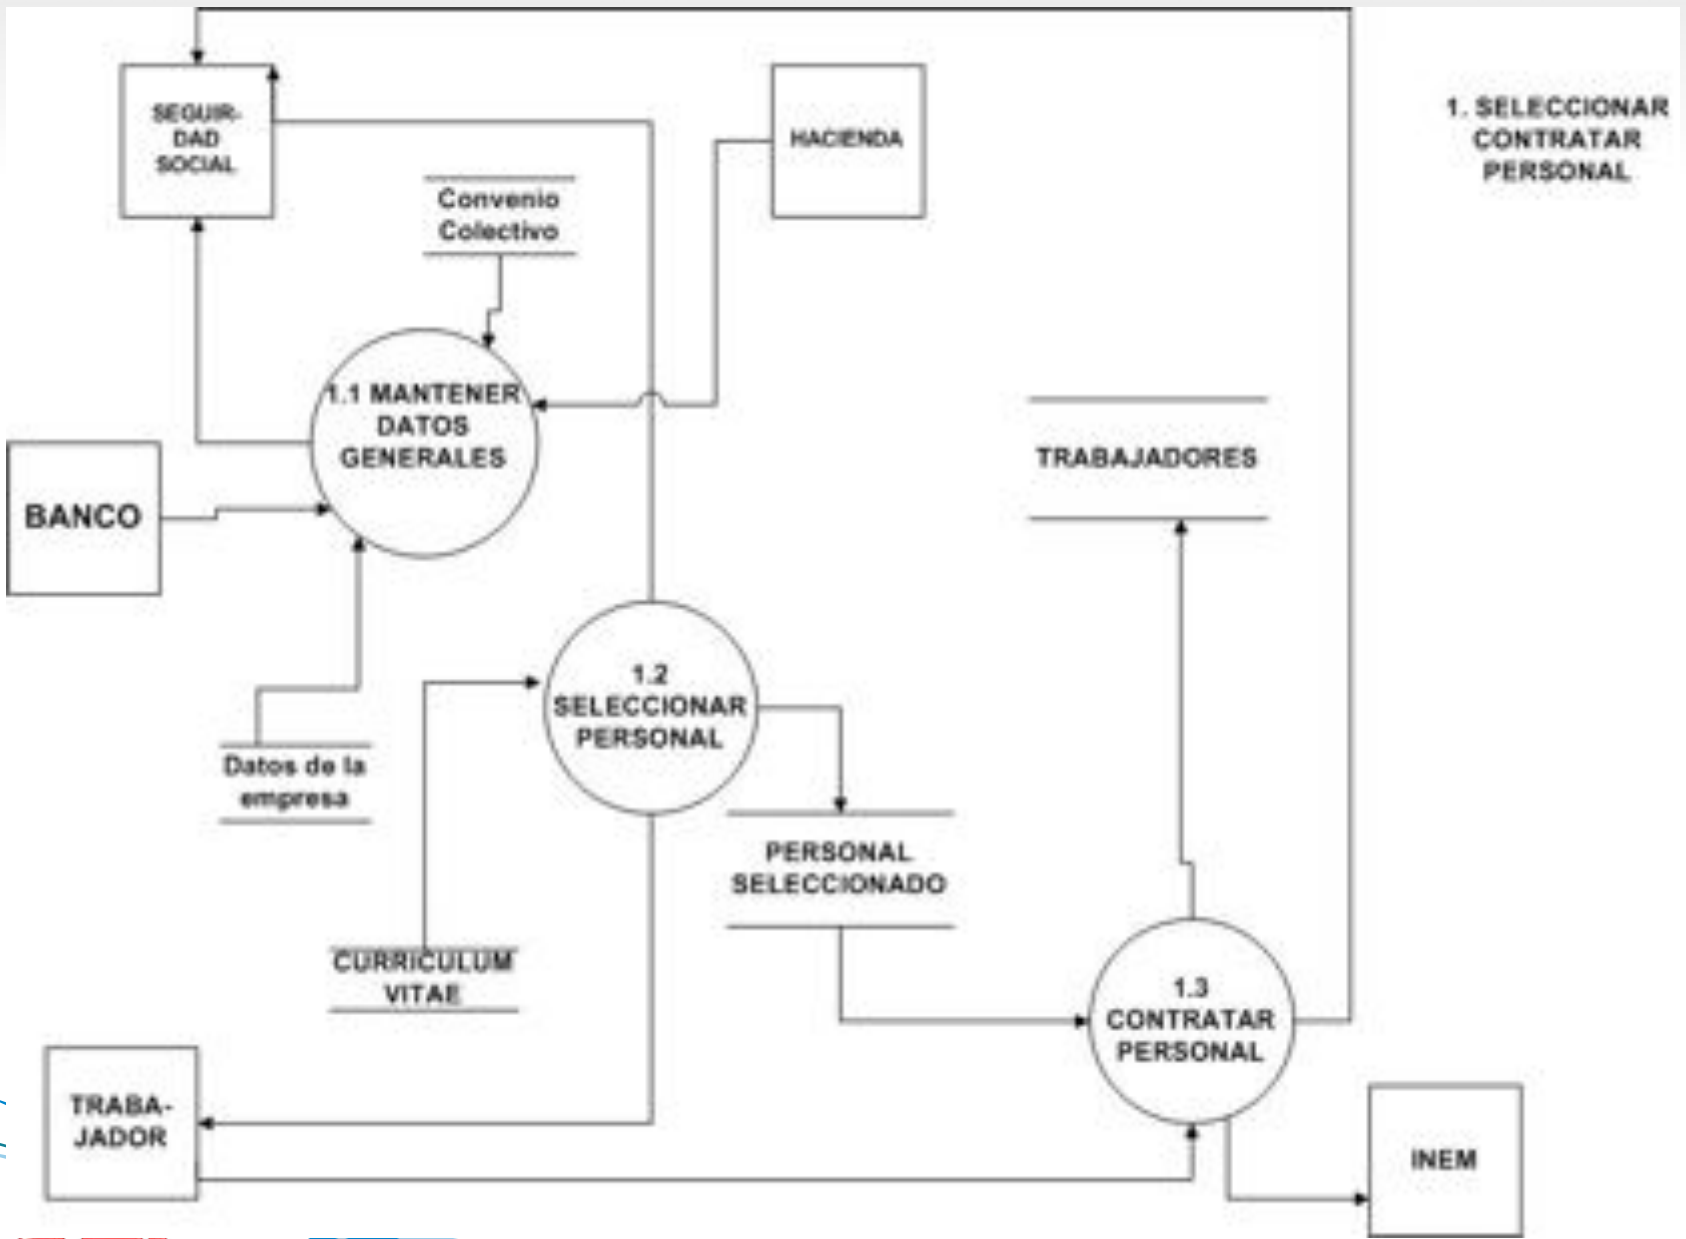 SEGUIR-
DAD
SOCIAL
HACIENDA
1. SELECCIONAR
CONTRATAR
PERSONAL
Convenio
Colectivo
1.1 MANTENER
DATOS
GENERALES
BANCO
TRABAJADORES
1.2
SELECCIONAR
PERSONAL
Datos de la
empresa
PERSONAL
SELECCIONADO
CURRICULUM
VITAE
1.3
CONTRATAR
PERSONAL
TRABA-
JADOR
INEM